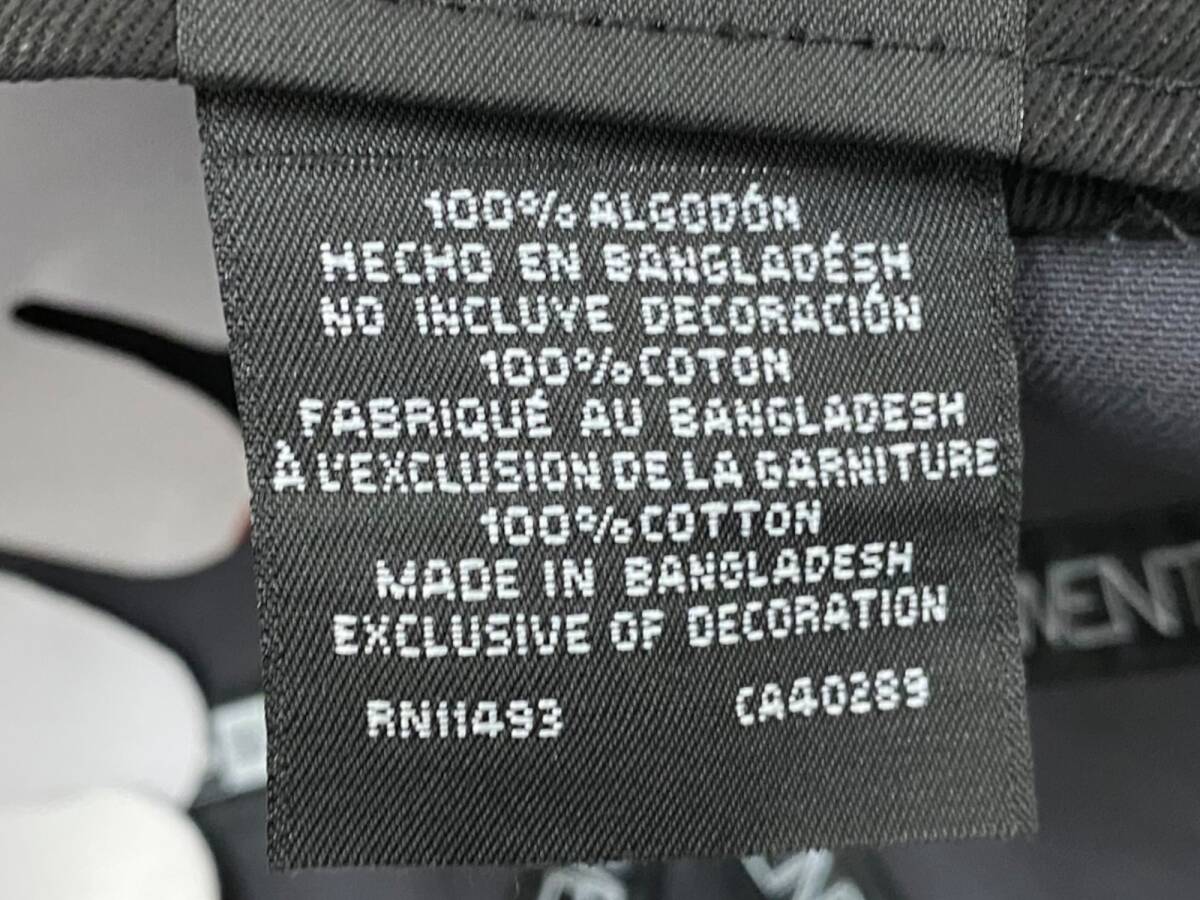 100% ALGODÓN
HECHO EN BANGLADÉSH
NO INCLUYE DECORACIÓN
100% COTON
FABRIQUÉ AU BANGLADESH
À L'EXCLUSION DE LA GARNITURE
100% COTTON
MADE IN BANGLADESH
EXCLUSIVE OF DECORATION
RN11493 CA40289